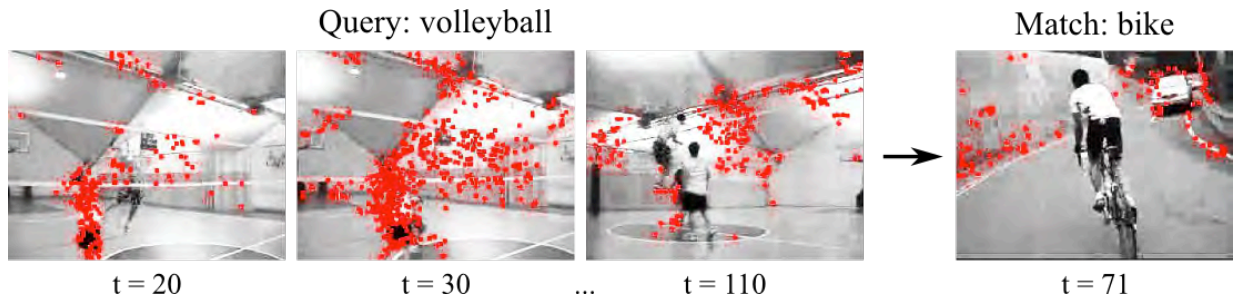 Query: volleyball
Match: bike
t = 20
t = 30
...
t = 110
t = 71